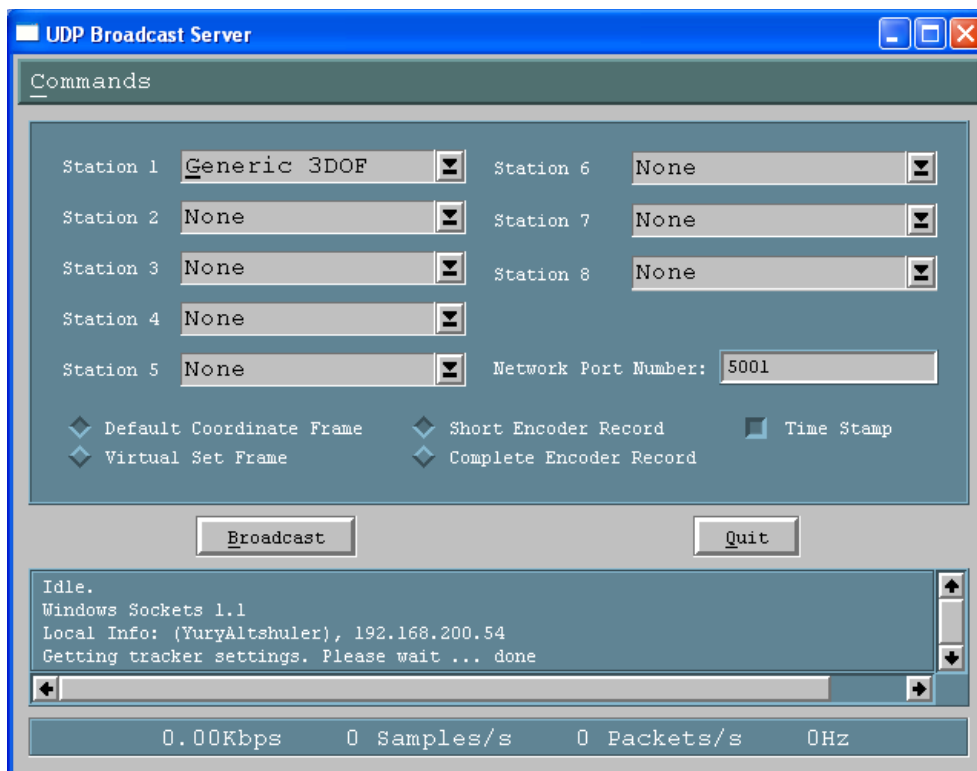 UDP Broadcast Server
Commands
Station 1 Generic 3DOF
Station 2 None
Station 3 None
Station 4 None
Station 5 None
Station 6 None
Station 7 None
Station 8 None
Network Port Number: 5001
Default Coordinate Frame
Virtual Set Frame
Short Encoder Record
Complete Encoder Record
Time Stamp
Broadcast
Quit
Idle.
Windows Sockets 1.1
Local Info: (YuryAltshuler), 192.168.200.54
Getting tracker settings. Please wait ... done
0.00Kbps 0 Samples/s 0 Packets/s 0Hz